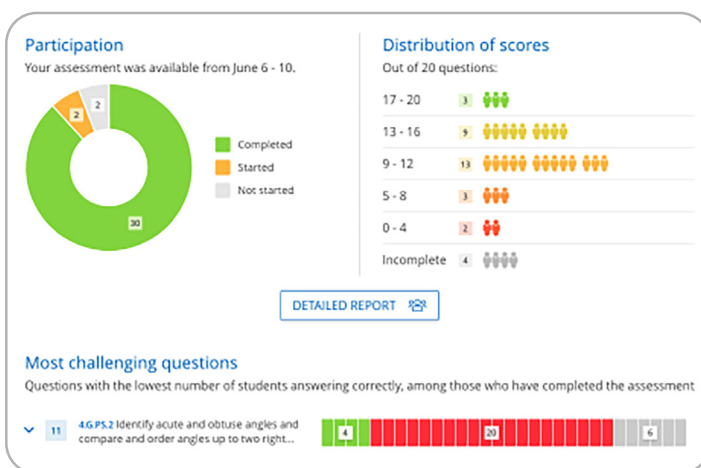 Participation
Your assessment was available from June 6 - 10.
2
2
30
Completed
Started
Not started
Distribution of scores
Out of 20 questions:
17 - 20 3
13 - 16 9
9 - 12 13
5 - 8 3
0 - 4 2
Incomplete 4
DETAILED REPORT
Most challenging questions
Questions with the lowest number of students answering correctly, among those who have completed the assessment
11 4.G.PS.2 Identify acute and obtuse angles and
compare and order angles up to two right...
4 20 6